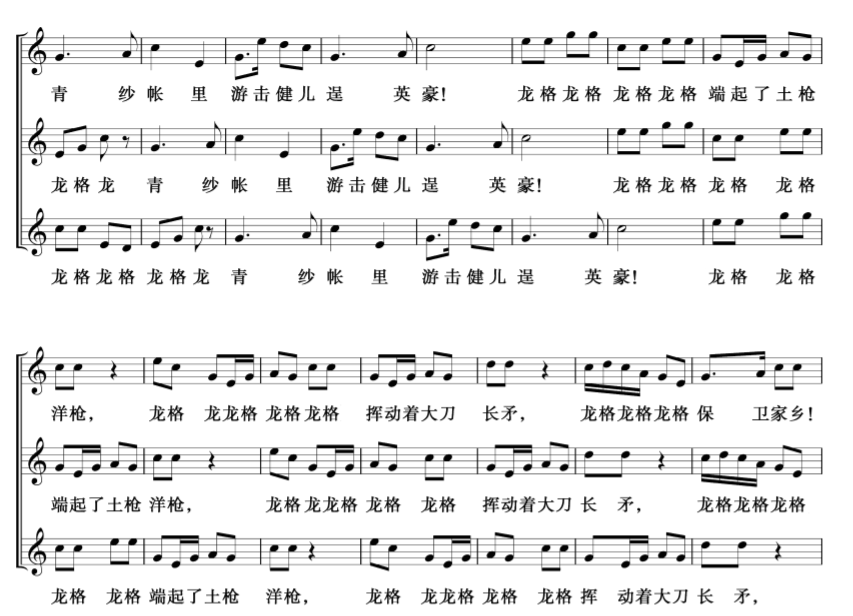 青 纱 帐 里 游击健儿 逞 英 豪! 龙格龙格 龙格龙格 端起了土枪
龙格龙 青 纱 帐 里 游击健儿 逞 英 豪! 龙格龙格 龙格 龙格
龙格龙格 龙格龙 青 纱 帐 里 游击健儿 逞 英 豪! 龙格 龙格
洋枪, 龙格 龙龙格 龙格龙格 挥动着大刀 长矛, 龙格龙格龙格 保 卫家乡!
端起了土枪 洋枪, 龙格龙龙格 龙格 龙格 挥动着大刀 长 矛, 龙格龙格龙格
龙格 龙格 端起了土枪 洋枪, 龙格 龙龙格 龙格 龙格 挥 动着大刀 长 矛,